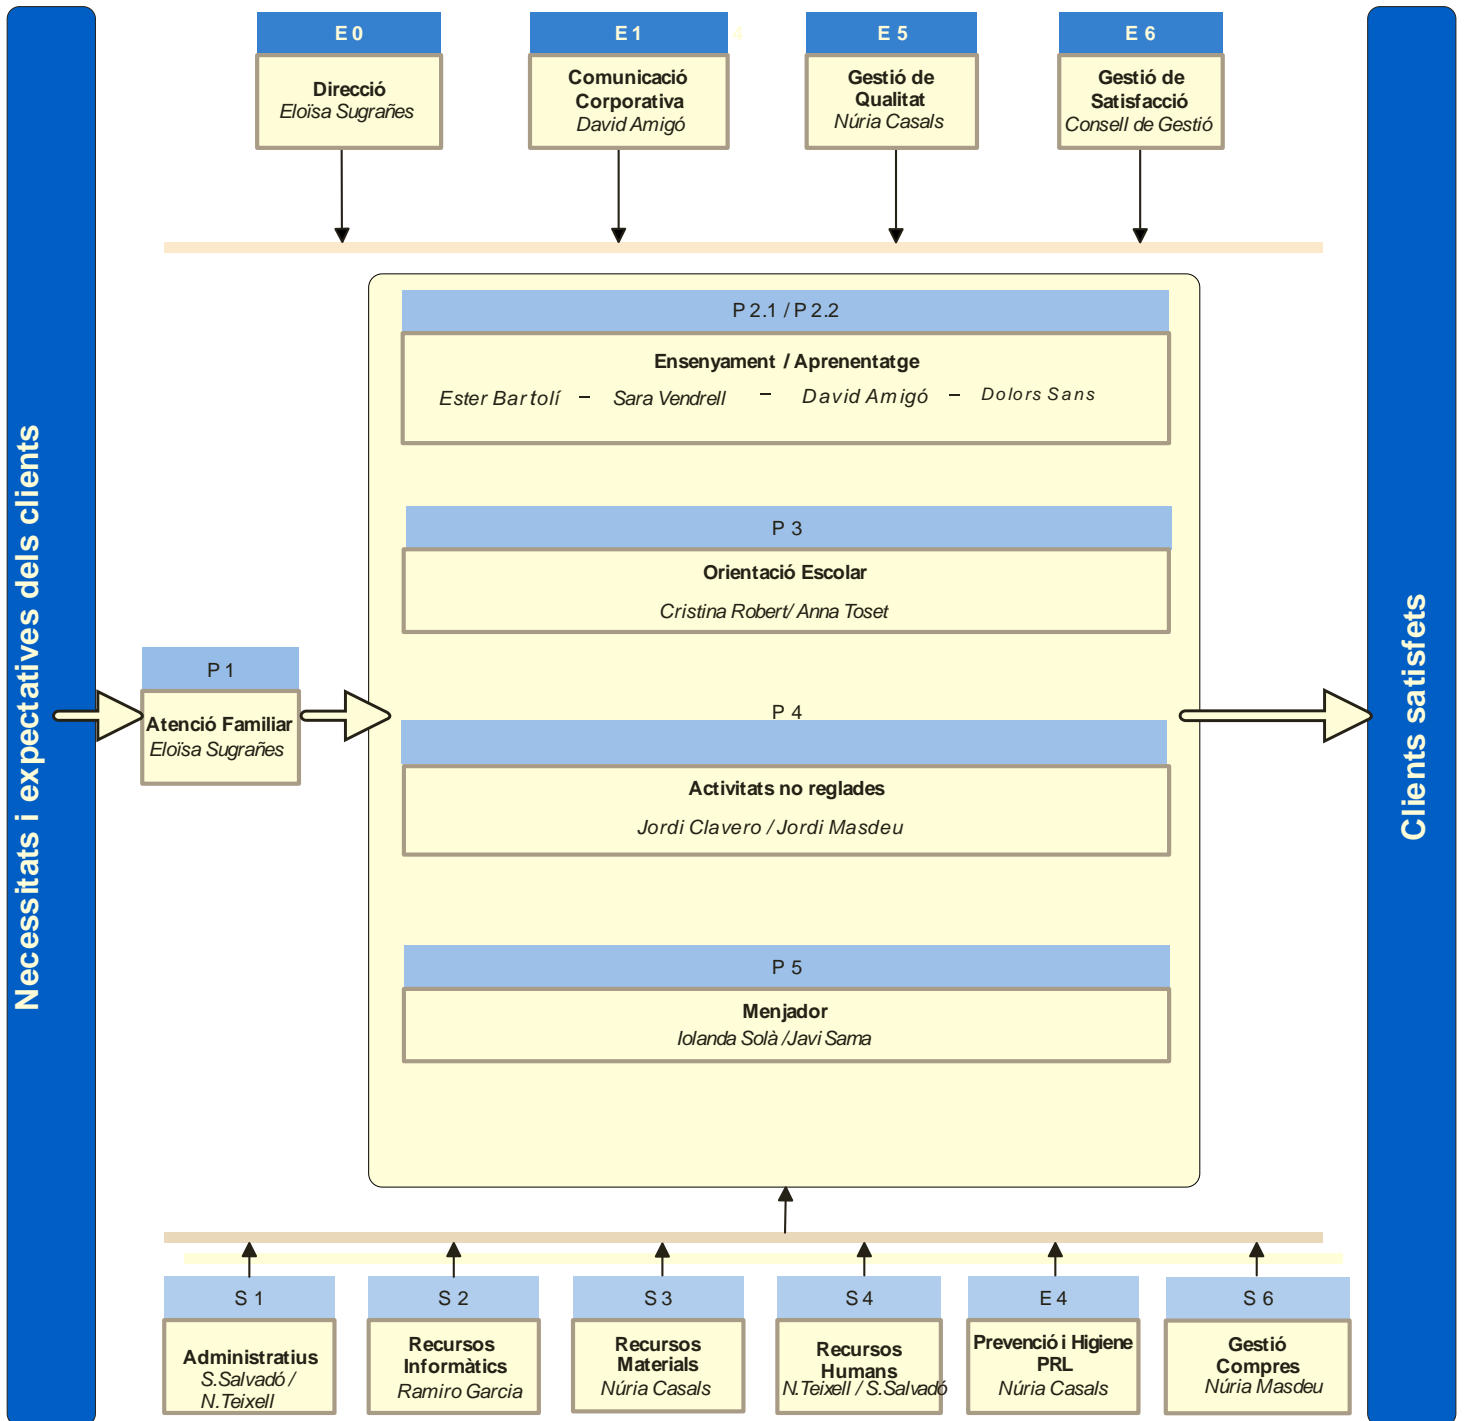 Necessitats i expectatives dels clients
E 0
Direcció
Eloïsa Sugrañes
E 1
4
Comunicació
Corporativa
David Amigó
E 5
Gestió de
Qualitat
Núria Casals
E 6
Gestió de
Satisfacció
Consell de Gestió
P 2.1 / P 2.2
Ensenyament / Aprenentatge
Ester Bartolí – Sara Vendrell – David Amigó – Dolors Sans
P 3
Orientació Escolar
Cristina Robert/ Anna Toset
P 1
Atenció Familiar
Eloïsa Sugrañes
P 4
Activitats no reglades
Jordi Clavero / Jordi Masdeu
P 5
Menjador
Iolanda Solà /Javi Sama
Clients satisfets
S 1
Administratius
S.Salvadó /
N.Teixell
S 2
Recursos
Informàtics
Ramiro Garcia
S 3
Recursos
Materials
Núria Casals
S 4
Recursos
Humans
N.Teixell / S.Salvadó
E 4
Prevenció i Higiene
PRL
Núria Casals
S 6
Gestió
Compres
Núria Masdeu